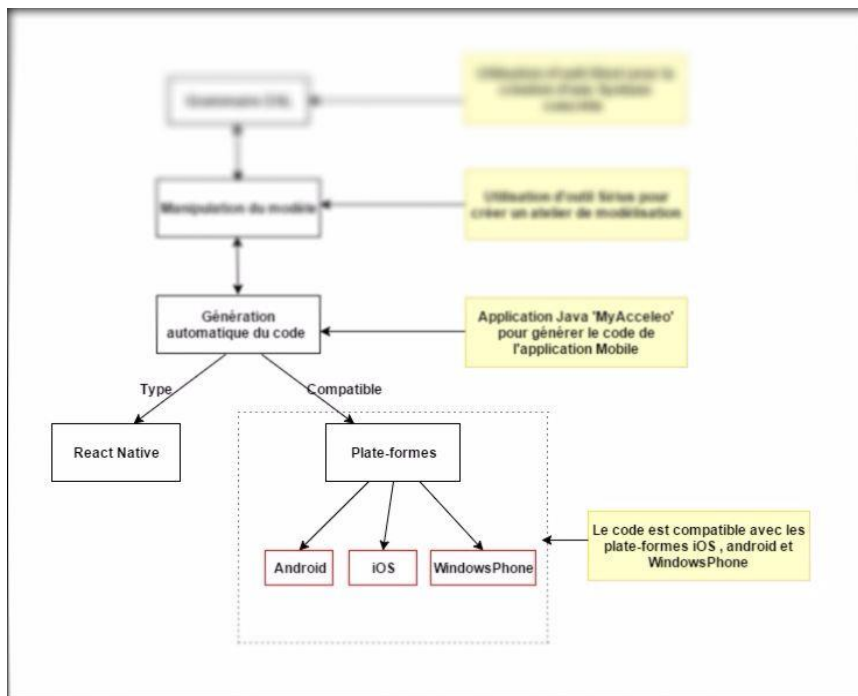 Grammaire DSL
Manipulation du modèle
Utilisation d'outil Sirius pour
créer un atelier de modélisation
Génération
automatique du code
Application Java 'MyAcceleo'
pour générer le code de
l'application Mobile
Type
Compatible
React Native
Plate-formes
Android
iOS
WindowsPhone
Le code est compatible avec les
plate-formes iOS , android et
WindowsPhone